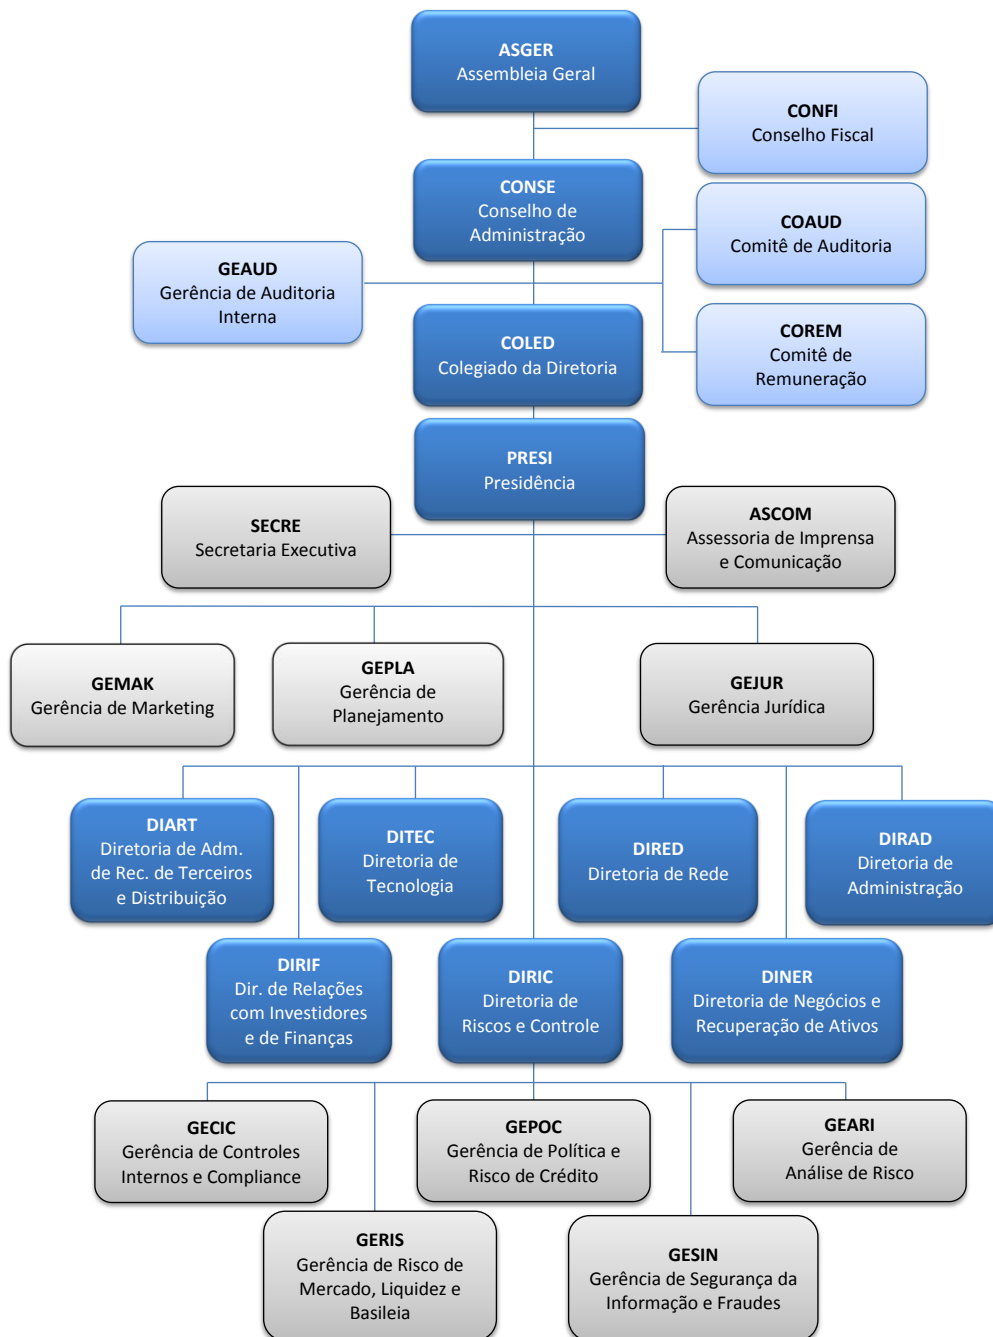 ASGER
Assembleia Geral
CONFI
Conselho Fiscal
CONSE
Conselho de
Administração
COAUD
Comitê de Auditoria
GEAUD
Gerência de Auditoria
Interna
COLED
Colegiado da Diretoria
COREM
Comitê de
Remuneração
PRESI
Presidência
SECRE
Secretaria Executiva
ASCOM
Assessoria de Imprensa
e Comunicação
GEMAK
Gerência de Marketing
GEPLA
Gerência de
Planejamento
GEJUR
Gerência Jurídica
DIART
Diretoria de Adm.
de Rec. de Terceiros
e Distribuição
DITEC
Diretoria de
Tecnologia
DIRED
Diretoria de Rede
DIRAD
Diretoria de
Administração
DIRIF
Dir. de Relações
com Investidores
e de Finanças
DIRIC
Diretoria de
Riscos e Controle
DINER
Diretoria de Negócios e
Recuperação de Ativos
GECIC
Gerência de Controles
Internos e Compliance
GEPOC
Gerência de Política e
Risco de Crédito
GEARI
Gerência de
Análise de Risco
GERIS
Gerência de Risco de
Mercado, Liquidez e
Basileia
GESIN
Gerência de Segurança da
Informação e Fraudes